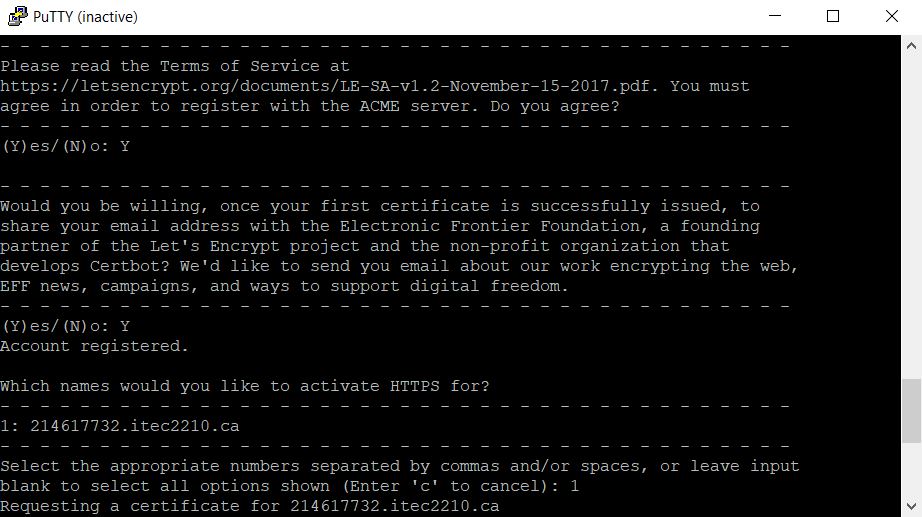 PuTTY (inactive)
- - - - - - - - - - - - - - - - - - - - - - - - - - - - - - - - - - - - - - - -
Please read the Terms of Service at
https://letsencrypt.org/documents/LE-SA-v1.2-November-15-2017.pdf. You must
agree in order to register with the ACME server. Do you agree?
- - - - - - - - - - - - - - - - - - - - - - - - - - - - - - - - - - - - - - - -
(Y)es/(N)o: Y
- - - - - - - - - - - - - - - - - - - - - - - - - - - - - - - - - - - - - - - -
Would you be willing, once your first certificate is successfully issued, to
share your email address with the Electronic Frontier Foundation, a founding
partner of the Let's Encrypt project and the non-profit organization that
develops Certbot? We'd like to send you email about our work encrypting the web,
EFF news, campaigns, and ways to support digital freedom.
- - - - - - - - - - - - - - - - - - - - - - - - - - - - - - - - - - - - - - - -
(Y)es/(N)o: Y
Account registered.
Which names would you like to activate HTTPS for?
- - - - - - - - - - - - - - - - - - - - - - - - - - - - - - - - - - - - - - - -
1: 214617732.itec2210.ca
- - - - - - - - - - - - - - - - - - - - - - - - - - - - - - - - - - - - - - - -
Select the appropriate numbers separated by commas and/or spaces, or leave input
blank to select all options shown (Enter 'c' to cancel): 1
Requesting a certificate for 214617732.itec2210.ca